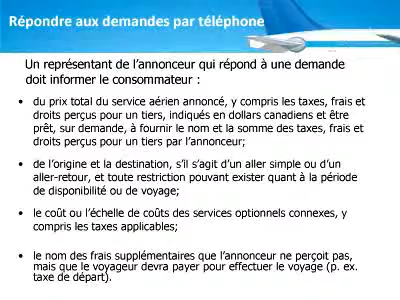 Répondre aux demandes par téléphone
Un représentant de l’annonceur qui répond à une demande
doit informer le consommateur :
• du prix total du service aérien annoncé, y compris les taxes, frais et
droits perçus pour un tiers, indiqués en dollars canadiens et être
prêt, sur demande, à fournir le nom et la somme des taxes, frais et
droits perçus pour un tiers par l’annonceur;
• de l’origine et la destination, s’il s’agit d’un aller simple ou d’un
aller-retour, et toute restriction pouvant exister quant à la période
de disponibilité ou de voyage;
• le coût ou l’échelle de coûts des services optionnels connexes, y
compris les taxes applicables;
• le nom des frais supplémentaires que l’annonceur ne perçoit pas,
mais que le voyageur devra payer pour effectuer le voyage (p. ex.
taxe de départ).